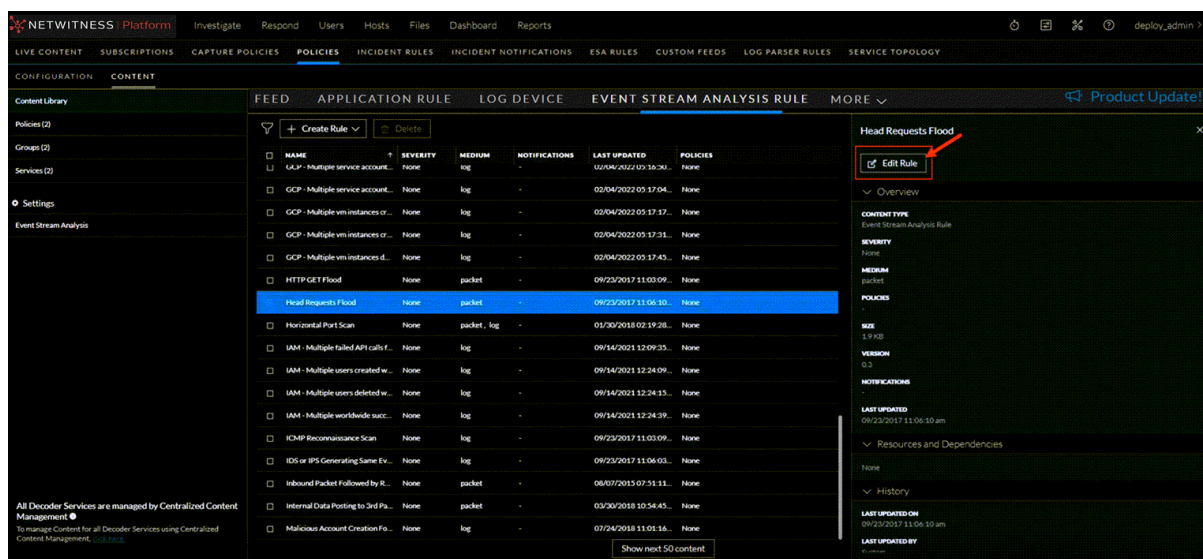 NETWITNESS Platform Investigate Respond Users Hosts Files Dashboard Reports deploy_admin >
LIVE CONTENT SUBSCRIPTIONS CAPTURE POLICIES POLICIES INCIDENT RULES INCIDENT NOTIFICATIONS ESA RULES CUSTOM FEEDS LOG PARSER RULES SERVICE TOPOLOGY
CONFIGURATION CONTENT
Content Library
Policies (2)
Groups (2)
Services (2)
Settings
Event Stream Analysis
All Decoder Services are managed by Centralized Content
Management
To manage Content for all Decoder Services using Centralized
Content Management, click here.
FEED APPLICATION RULE LOG DEVICE EVENT STREAM ANALYSIS RULE MORE
Product Update!
+ Create Rule Delete
NAME ↑ SEVERITY MEDIUM NOTIFICATIONS LAST UPDATED POLICIES
GCP - Multiple service account... None log - 02/04/2022 05:16:50... None
GCP - Multiple service account... None log - 02/04/2022 05:17:04... None
GCP - Multiple vm instances cr... None log - 02/04/2022 05:17:17... None
GCP - Multiple vm instances cr... None log - 02/04/2022 05:17:31... None
GCP - Multiple vm instances d... None log - 02/04/2022 05:17:45... None
HTTP GET Flood None packet - 09/23/2017 11:03:09... None
Head Requests Flood None packet - 09/23/2017 11:06:10... None
Horizontal Port Scan None packet , log - 01/30/2018 02:19:28... None
IAM - Multiple failed API calls f... None log - 09/14/2021 12:09:35... None
IAM - Multiple users created w... None log - 09/14/2021 12:24:09... None
IAM - Multiple users deleted w... None log - 09/14/2021 12:24:15... None
IAM - Multiple worldwide succ... None log - 09/14/2021 12:24:39... None
ICMP Reconnaissance Scan None log - 09/23/2017 11:03:09... None
IDS or IPS Generating Same Ev... None log - 09/23/2017 11:06:03... None
Inbound Packet Followed by R... None packet - 08/07/2015 07:51:11... None
Internal Data Posting to 3rd Pa... None packet - 03/30/2018 10:54:45... None
Malicious Account Creation Fo... None log - 07/24/2018 11:01:16... None
Show next 50 content
Head Requests Flood
Edit Rule
Overview
CONTENT TYPE
Event Stream Analysis Rule
SEVERITY
None
MEDIUM
packet
POLICIES
-
SIZE
1.9 KB
VERSION
0.3
NOTIFICATIONS
-
LAST UPDATED
09/23/2017 11:06:10 am
Resources and Dependencies
None
History
LAST UPDATED ON
09/23/2017 11:06:10 am
LAST UPDATED BY